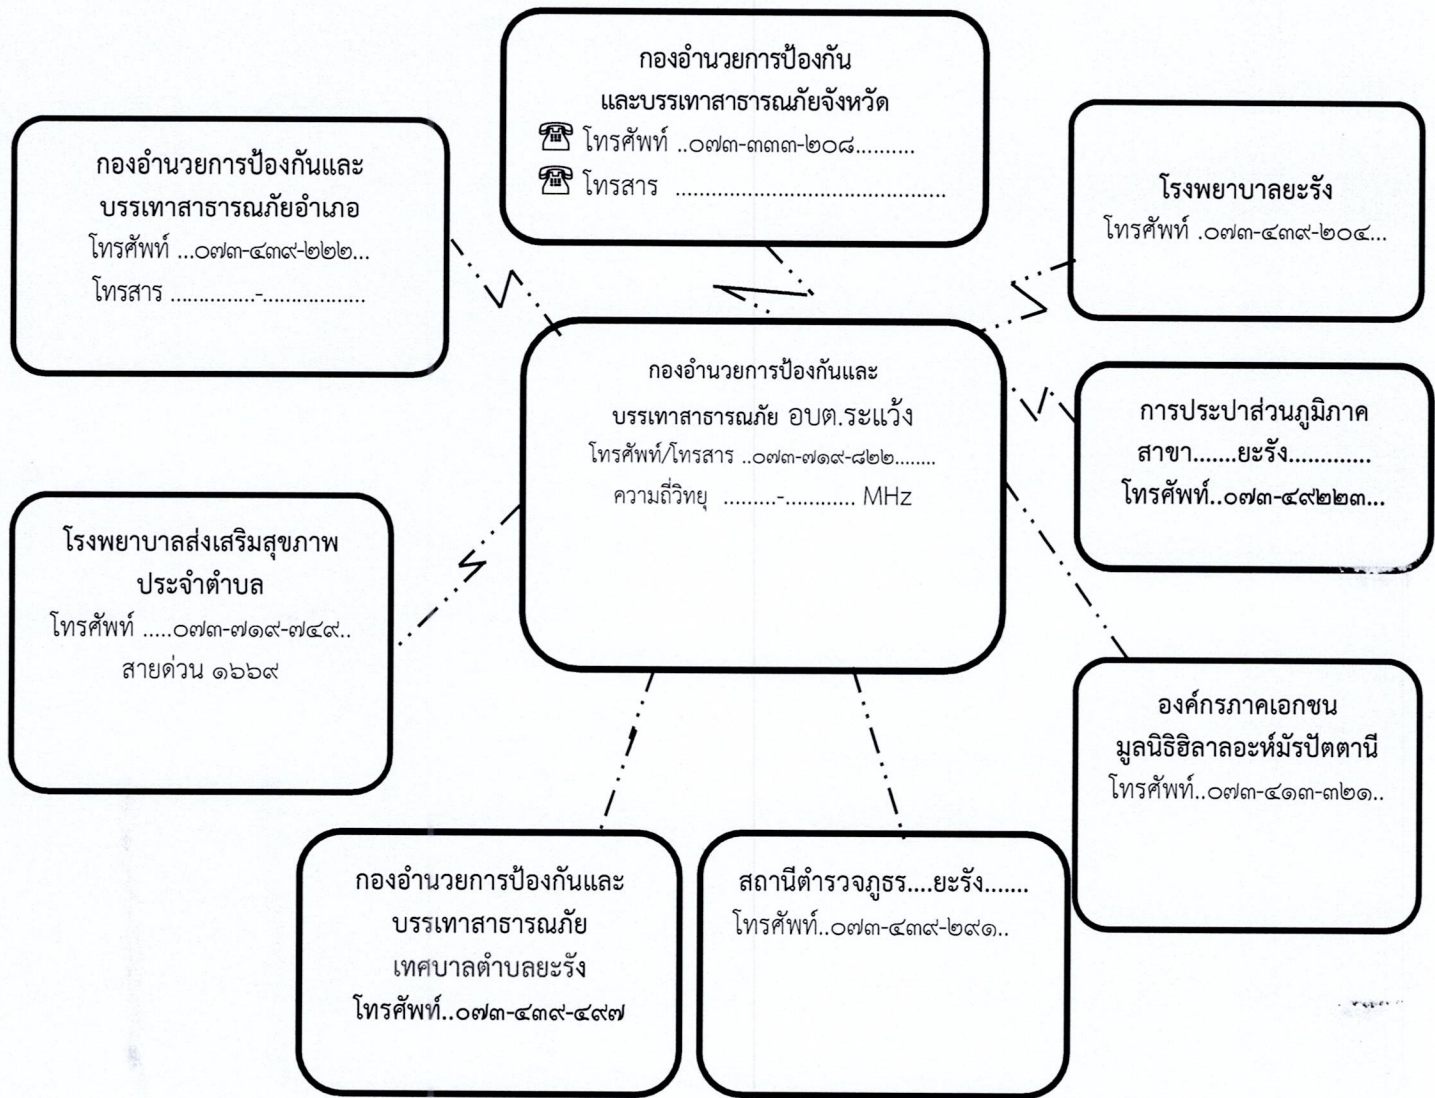 กองอำนวยการป้องกัน
และบรรเทาสาธารณภัยจังหวัด
☎ โทรศัพท์ ..๐๗๓-๓๓๓-๒๐๘..........
☎ โทรสาร .............................................
กองอำนวยการป้องกันและ
บรรเทาสาธารณภัยอำเภอ
โทรศัพท์ ...๐๗๓-๔๓๙-๒๒๒...
โทรสาร ..............-.................
โรงพยาบาลยะรัง
โทรศัพท์ .๐๗๓-๔๓๙-๒๐๔...
กองอำนวยการป้องกันและ
บรรเทาสาธารณภัย อบต.ระแว้ง
โทรศัพท์/โทรสาร ..๐๗๓-๗๑๙-๘๒๒........
ความถี่วิทยุ .........-............ MHz
การประปาส่วนภูมิภาค
สาขา.......ยะรัง.............
โทรศัพท์..๐๗๓-๔๙๒๒๓...
โรงพยาบาลส่งเสริมสุขภาพ
ประจำตำบล
โทรศัพท์ .....๐๗๓-๗๑๙-๗๔๙..
สายด่วน ๑๖๖๙
องค์กรภาคเอกชน
มูลนิธิฮิลาลอะห์มัรปัตตานี
โทรศัพท์..๐๗๓-๔๑๓-๓๒๑..
กองอำนวยการป้องกันและ
บรรเทาสาธารณภัย
เทศบาลตำบลยะรัง
โทรศัพท์..๐๗๓-๔๓๙-๔๙๗
สถานีตำรวจภูธร....ยะรัง.......
โทรศัพท์..๐๗๓-๔๓๙-๒๙๑..